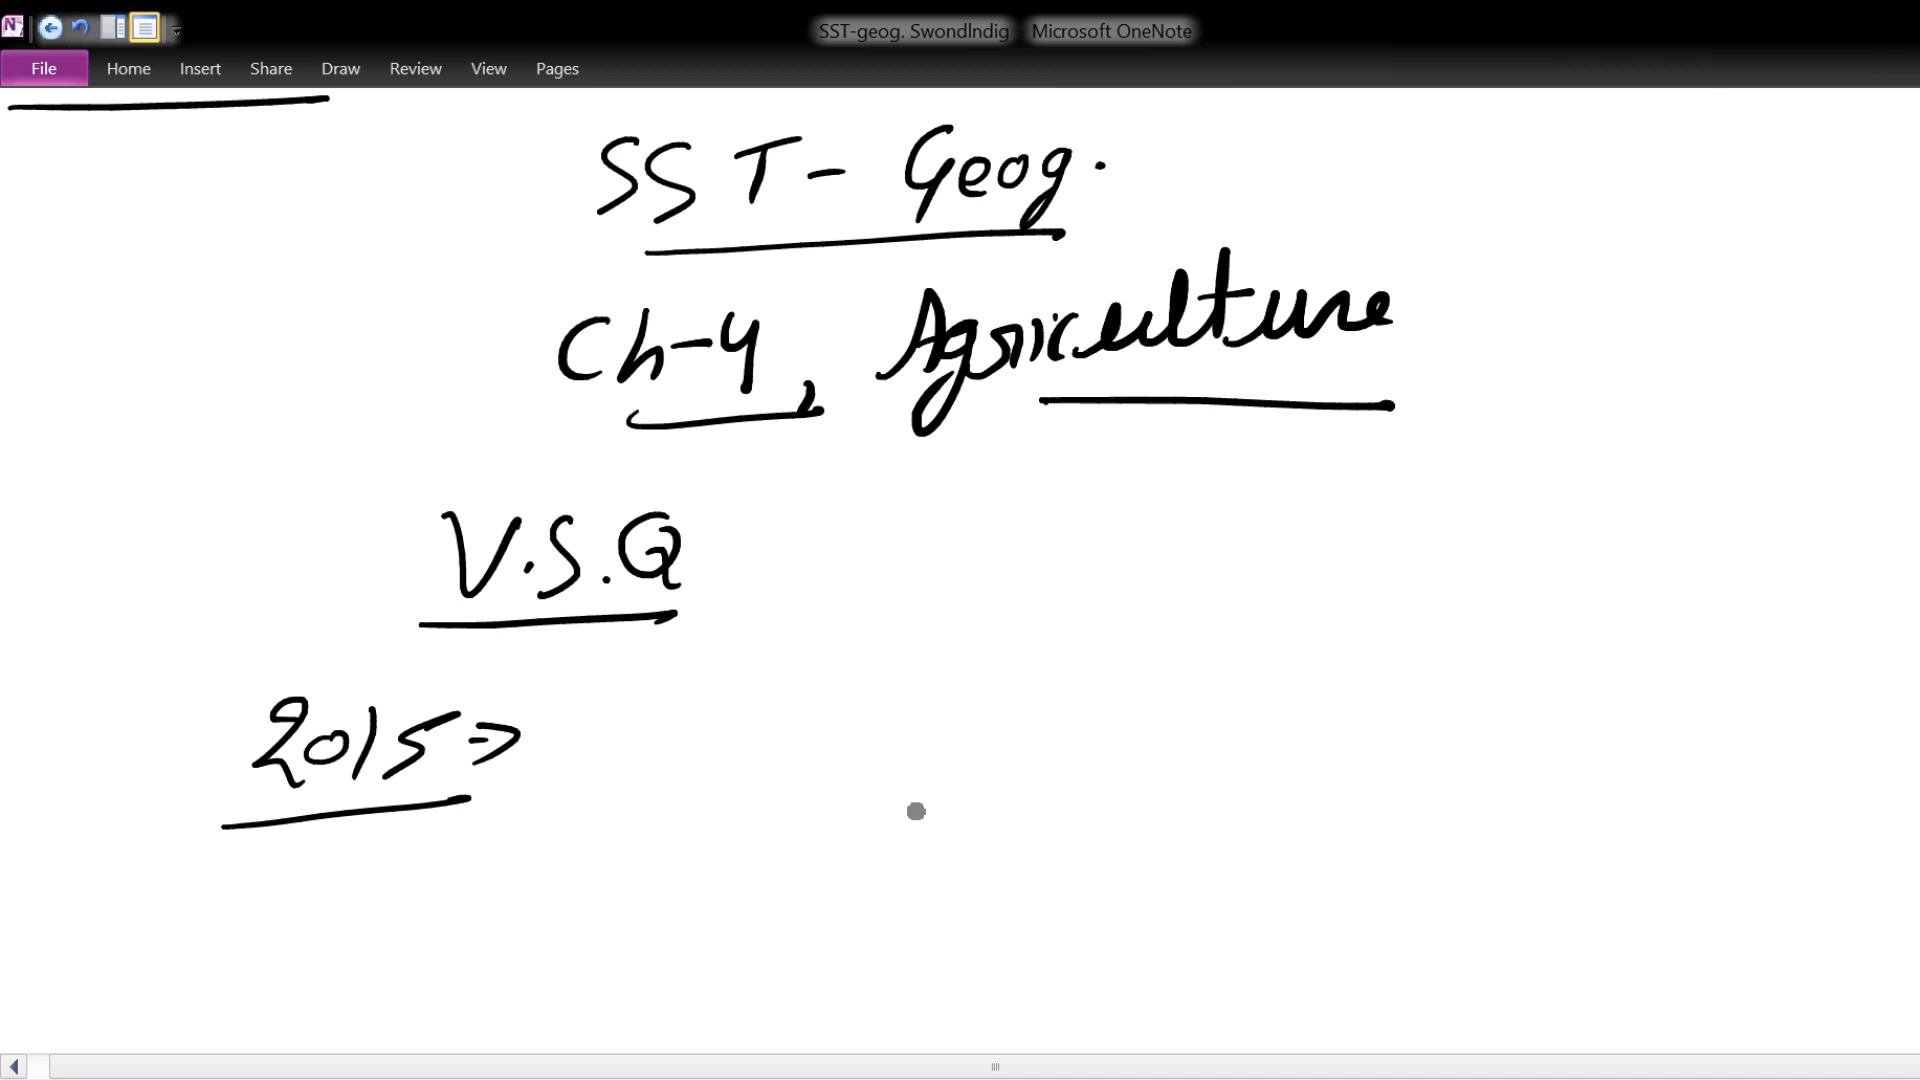 SST-geog. SwondIndig - Microsoft OneNote
File Home Insert Share Draw Review View Pages
SST- Geog.
Ch-4, Agriculture
V.S.Q
2015 =>